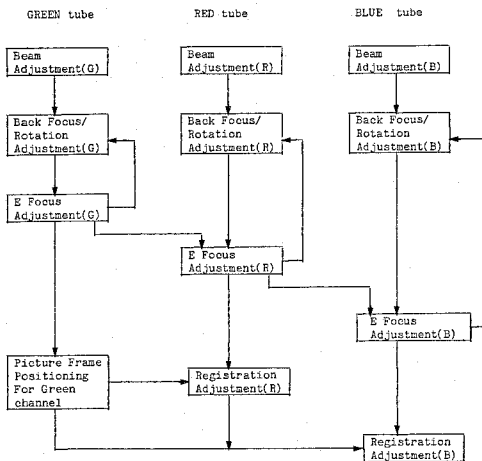 GREEN tube
RED tube
BLUE tube
Beam
Adjustment(G)
Beam
Adjustment(R)
Beam
Adjustment(B)
Back Focus/
Rotation
Adjustment(G)
Back Focus/
Rotation
Adjustment(R)
Back Focus/
Rotation
Adjustment(B)
E Focus
Adjustment(G)
E Focus
Adjustment(R)
E Focus
Adjustment(B)
Picture Frame
Positioning
For Green
channel
Registration
Adjustment(R)
Registration
Adjustment(B)